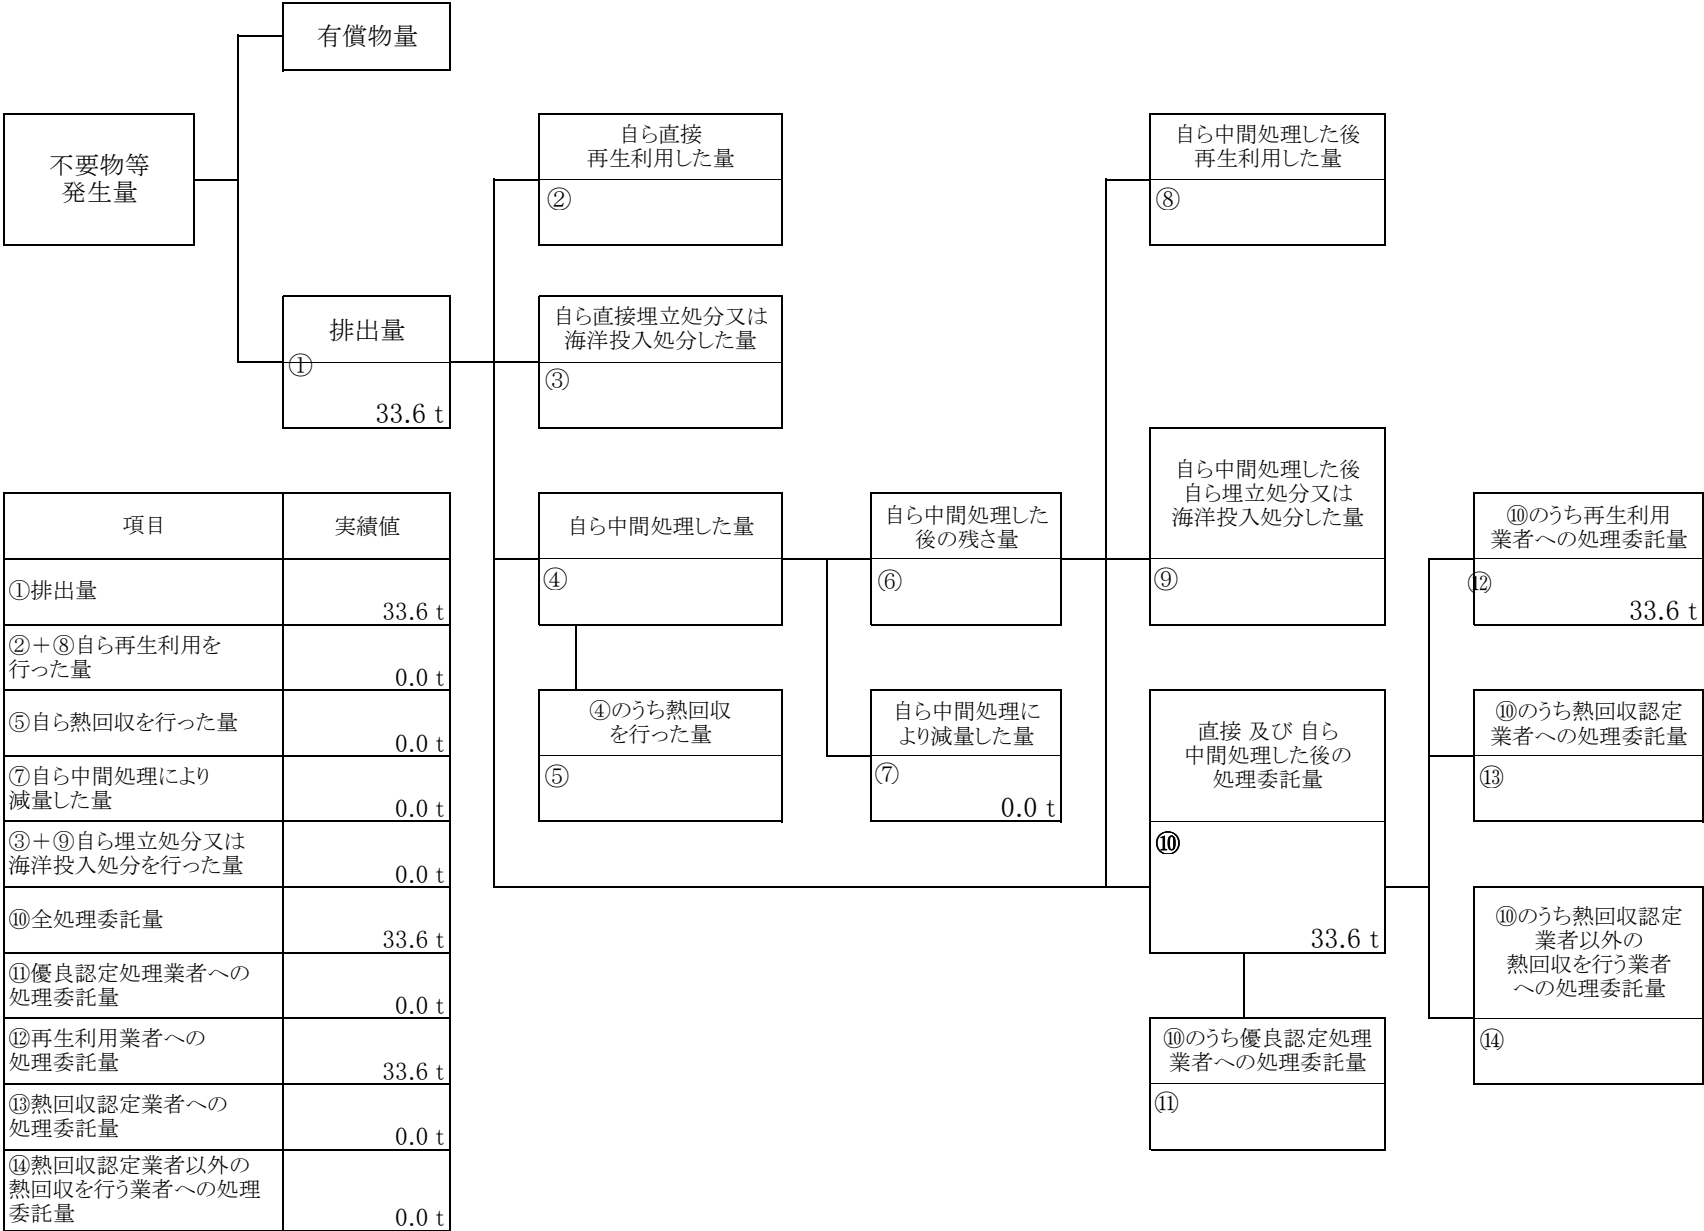 有償物量
不要物等
発生量
排出量
①
33.6 t
自ら直接
再生利用した量
②
自ら直接埋立処分又は
海洋投入処分した量
③
自ら中間処理した量
④
④のうち熱回収
を行った量
⑤
自ら中間処理した
後の残さ量
⑥
自ら中間処理に
より減量した量
⑦
0.0 t
自ら中間処理した後
再生利用した量
⑧
自ら中間処理した後
自ら埋立処分又は
海洋投入処分した量
⑨
直接 及び 自ら
中間処理した後の
処理委託量
⑩
33.6 t
⑩のうち優良認定処理
業者への処理委託量
⑪
⑩のうち再生利用
業者への処理委託量
⑫
33.6 t
⑩のうち熱回収認定
業者への処理委託量
⑬
⑩のうち熱回収認定
業者以外の
熱回収を行う業者
への処理委託量
⑭
項目
実績値
①排出量
33.6 t
②＋⑧自ら再生利用を
行った量
0.0 t
⑤自ら熱回収を行った量
0.0 t
⑦自ら中間処理により
減量した量
0.0 t
③＋⑨自ら埋立処分又は
海洋投入処分を行った量
0.0 t
⑩全処理委託量
33.6 t
⑪優良認定処理業者への
処理委託量
0.0 t
⑫再生利用業者への
処理委託量
33.6 t
⑬熱回収認定業者への
処理委託量
0.0 t
⑭熱回収認定業者以外の
熱回収を行う業者への処理
委託量
0.0 t